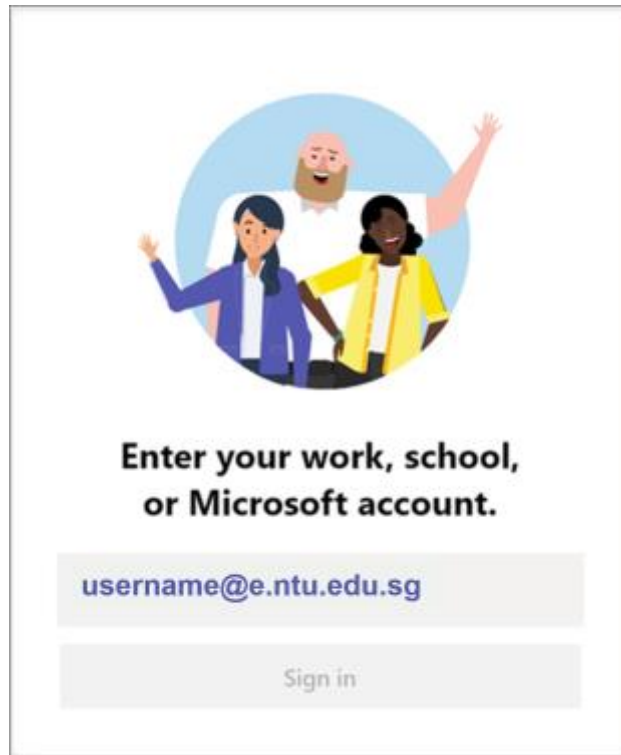 Enter your work, school,
or Microsoft account.
username@e.ntu.edu.sg
Sign in